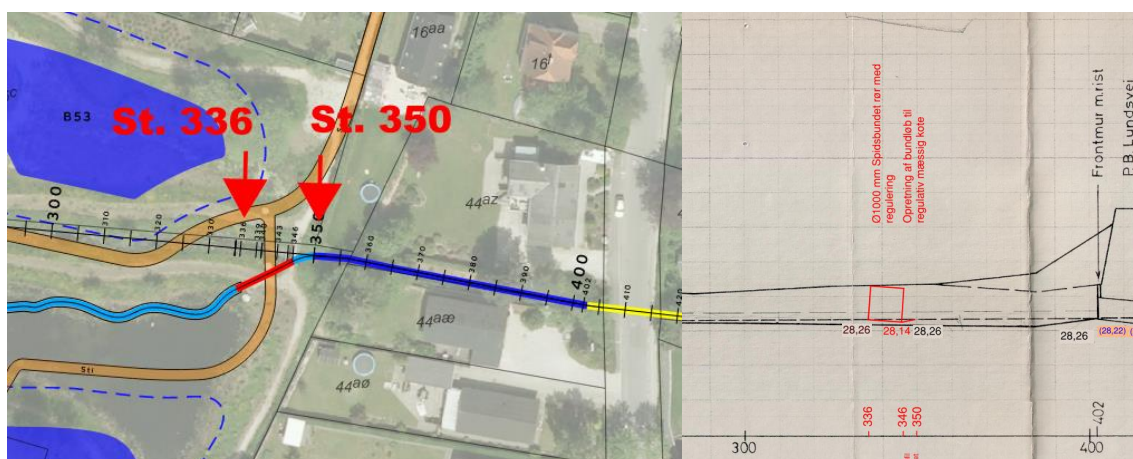 16aa
16f
B53
St. 336
St. 350
300
310
320
330
336
339
343
346
350
360
370
380
390
400
402
410
420
44az
44aæ
44aø
Sti
Ø1000 mm Spidsbundet rør med
regulering
Opretning af bundløb til
regulativ mæssig kote
Frontmur m.rist
P.B. Lundsvej
28,26
28,14
28,26
28,26
(28,22)
336
346
350
300
400
402